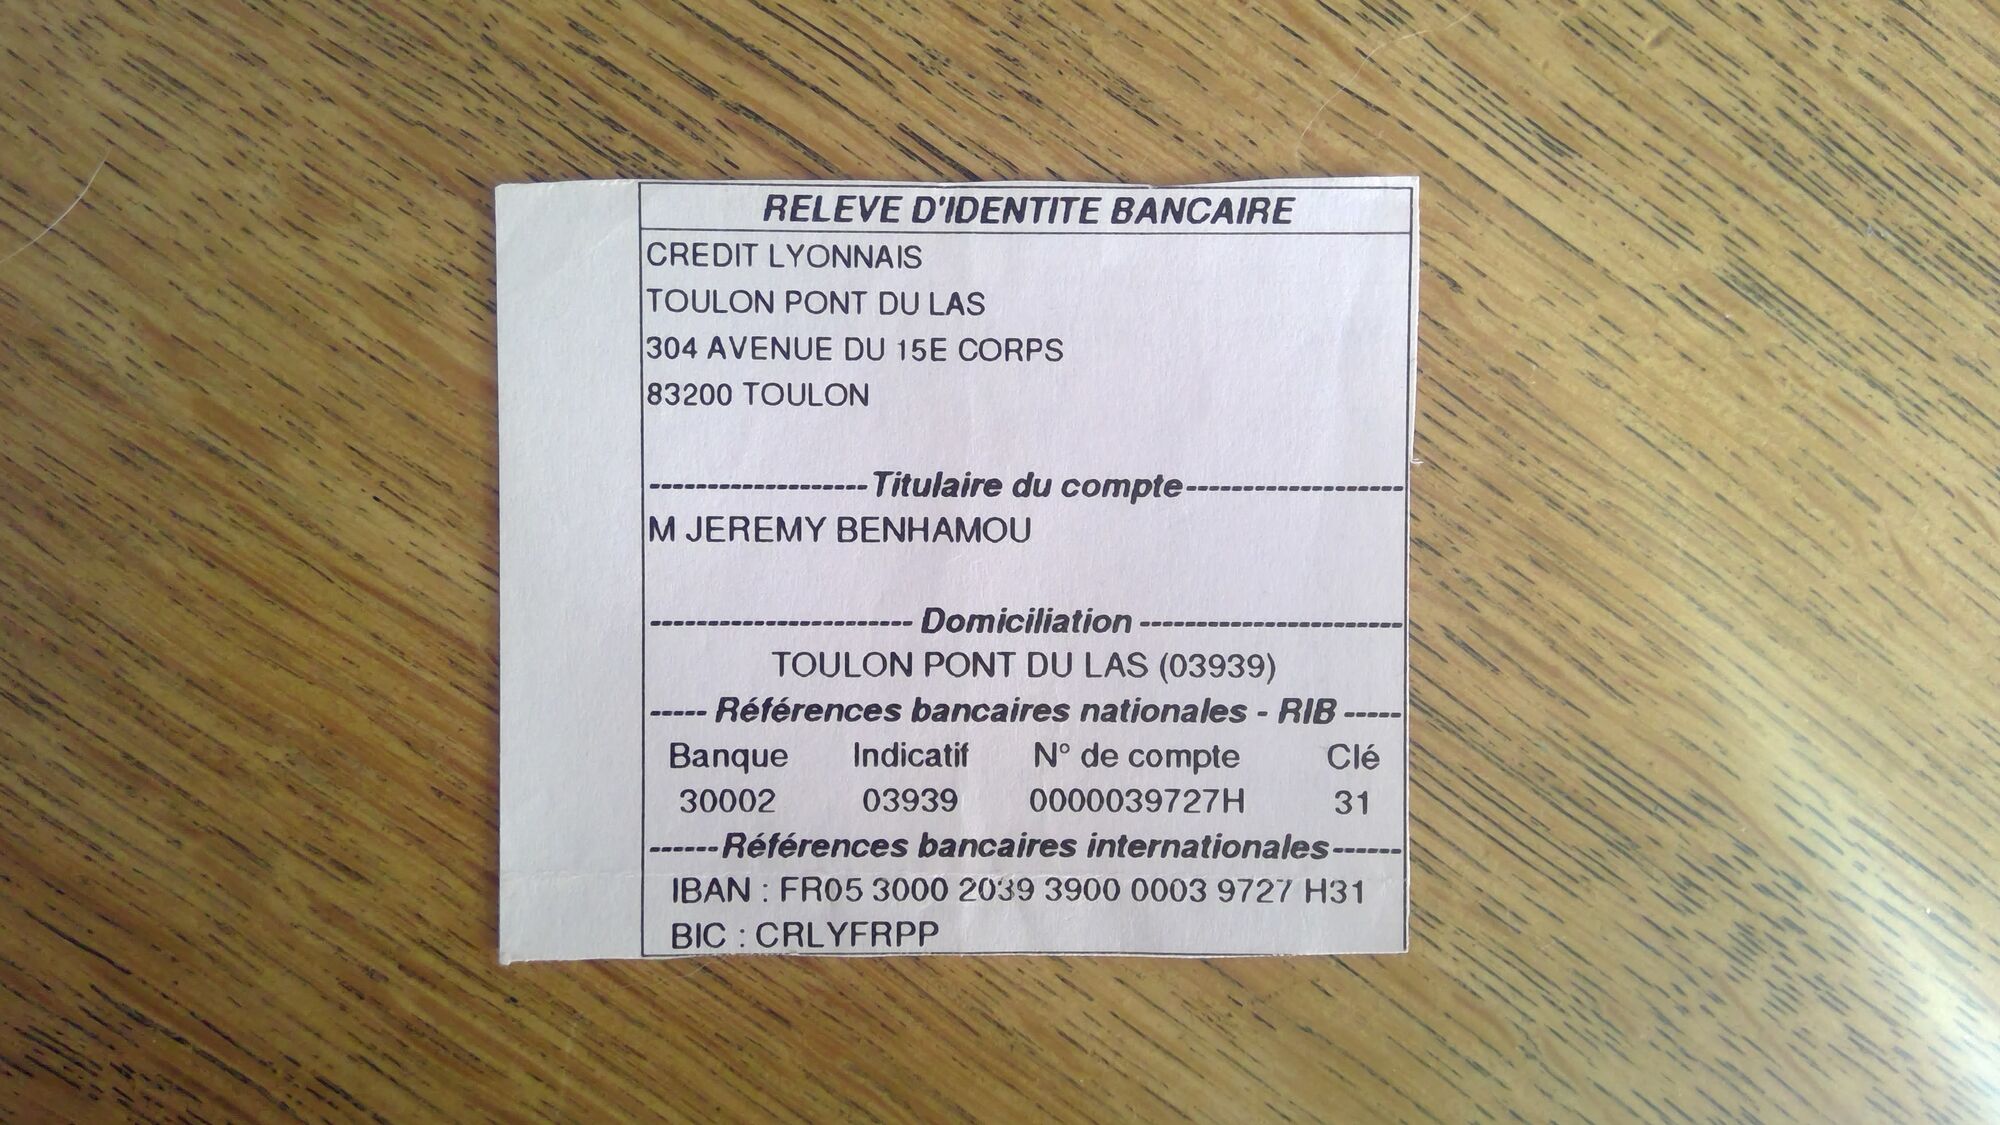 RELEVE D'IDENTITE BANCAIRE
CREDIT LYONNAIS
TOULON PONT DU LAS
304 AVENUE DU 15E CORPS
83200 TOULON
-------------------Titulaire du compte-------------------
M JEREMY BENHAMOU
----------------------- Domiciliation -----------------------
TOULON PONT DU LAS (03939)
----- Références bancaires nationales - RIB -----
Banque Indicatif N° de compte Clé
30002 03939 0000039727H 31
------Références bancaires internationales------
IBAN : FR05 3000 2039 3900 0003 9727 H31
BIC : CRLYFRPP